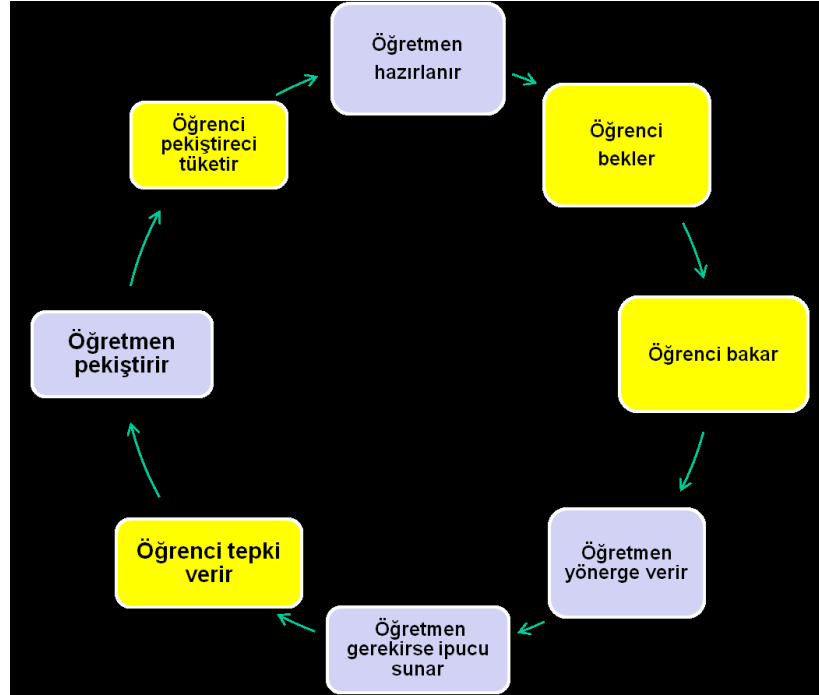 Öğretmen
hazırlanır
Öğrenci
bekler
Öğrenci bakar
Öğretmen
yönerge verir
Öğretmen
gerekirse ipucu
sunar
Öğrenci tepki
verir
Öğretmen
pekiştirir
Öğrenci
pekiştireci
tüketir